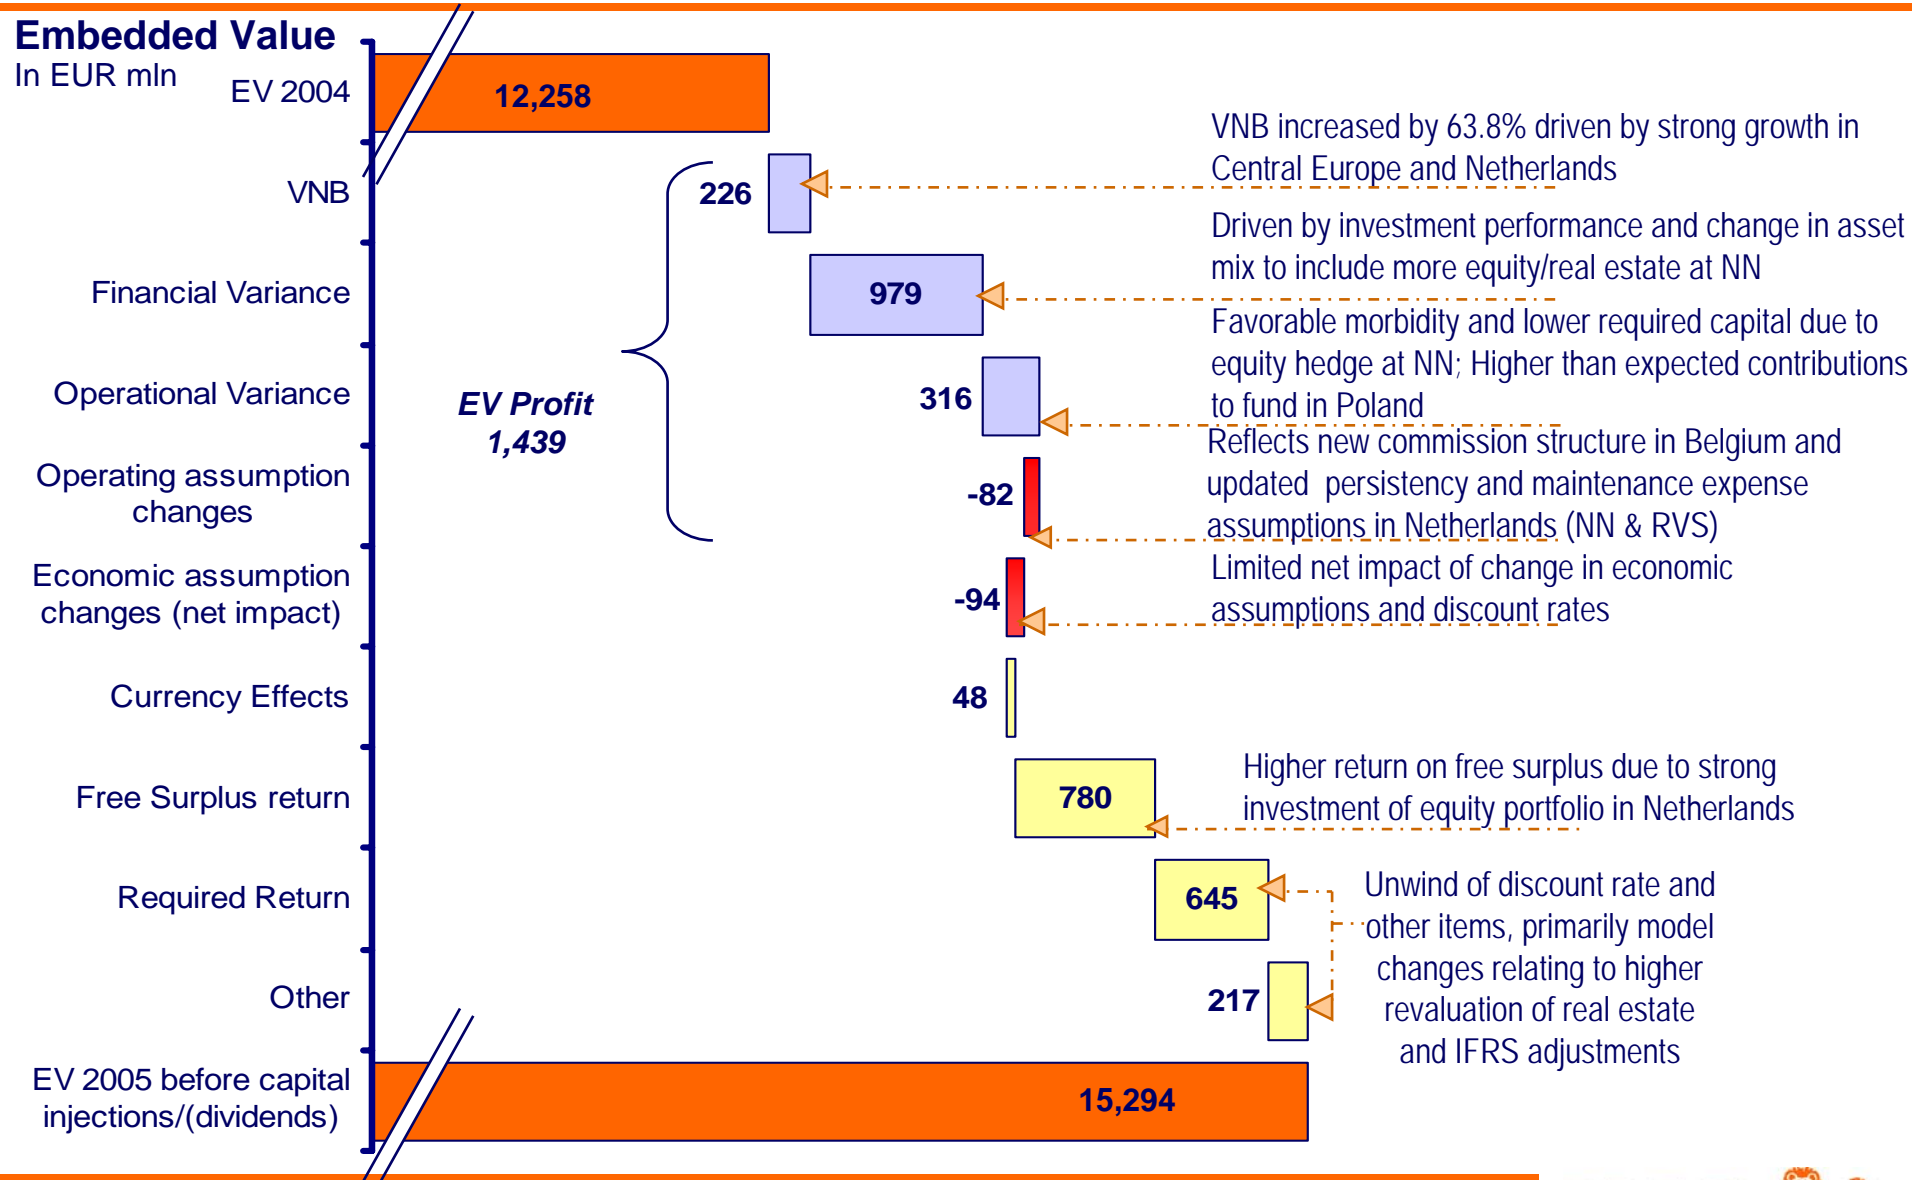 Embedded Value
In EUR mln
EV 2004
12,258
VNB
226
VNB increased by 63.8% driven by strong growth in
Central Europe and Netherlands
Financial Variance
979
Driven by investment performance and change in asset
mix to include more equity/real estate at NN
Operational Variance
316
Favorable morbidity and lower required capital due to
equity hedge at NN; Higher than expected contributions
to fund in Poland
EV Profit
1,439
Operating assumption
changes
-82
Reflects new commission structure in Belgium and
updated  persistency and maintenance expense
assumptions in Netherlands (NN & RVS)
Economic assumption
changes (net impact)
-94
Limited net impact of change in economic
assumptions and discount rates
Currency Effects
48
Free Surplus return
780
Higher return on free surplus due to strong
investment of equity portfolio in Netherlands
Required Return
645
Unwind of discount rate and
other items, primarily model
changes relating to higher
revaluation of real estate
and IFRS adjustments
Other
217
EV 2005 before capital
injections/(dividends)
15,294